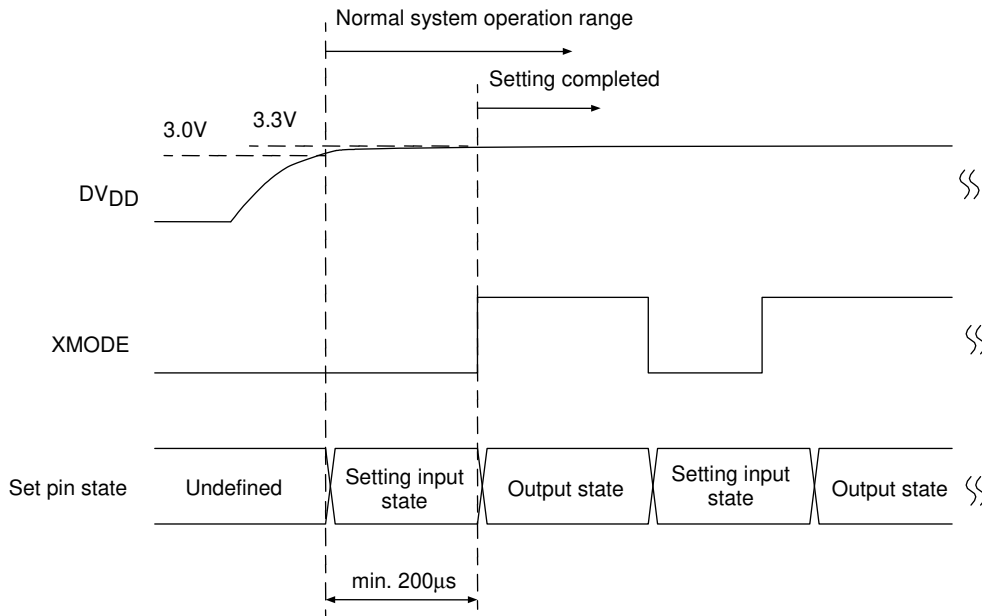 Normal system operation range
Setting completed
3.0V
3.3V
DVDD
XMODE
Set pin state
Undefined
Setting input
state
Output state
Setting input
state
Output state
min. 200μs